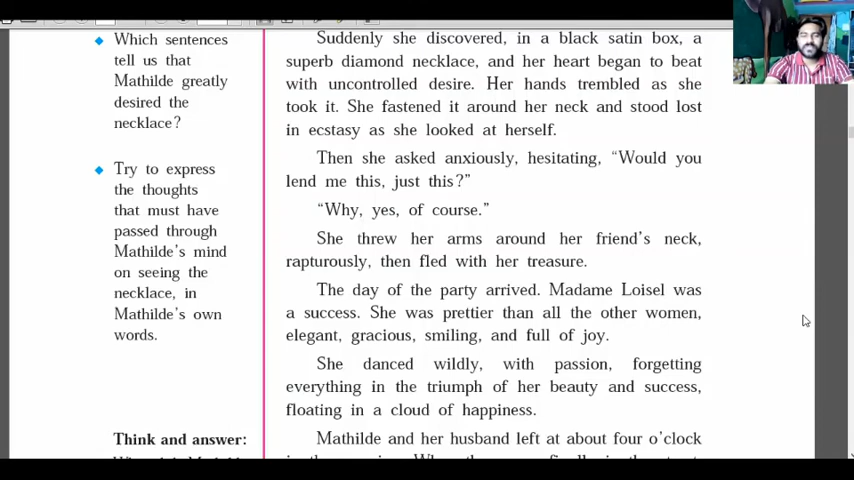 Which sentences
tell us that
Mathilde greatly
desired the
necklace?
Try to express
the thoughts
that must have
passed through
Mathilde's mind
on seeing the
necklace, in
Mathilde's own
words.
Think and answer:
Suddenly she discovered, in a black satin box, a
superb diamond necklace, and her heart began to beat
with uncontrolled desire. Her hands trembled as she
took it. She fastened it around her neck and stood lost
in ecstasy as she looked at herself.
Then she asked anxiously, hesitating, “Would you
lend me this, just this?”
“Why, yes, of course.”
She threw her arms around her friend's neck,
rapturously, then fled with her treasure.
The day of the party arrived. Madame Loisel was
a success. She was prettier than all the other women,
elegant, gracious, smiling, and full of joy.
She danced wildly, with passion, forgetting
everything in the triumph of her beauty and success,
floating in a cloud of happiness.
Mathilde and her husband left at about four o'clock